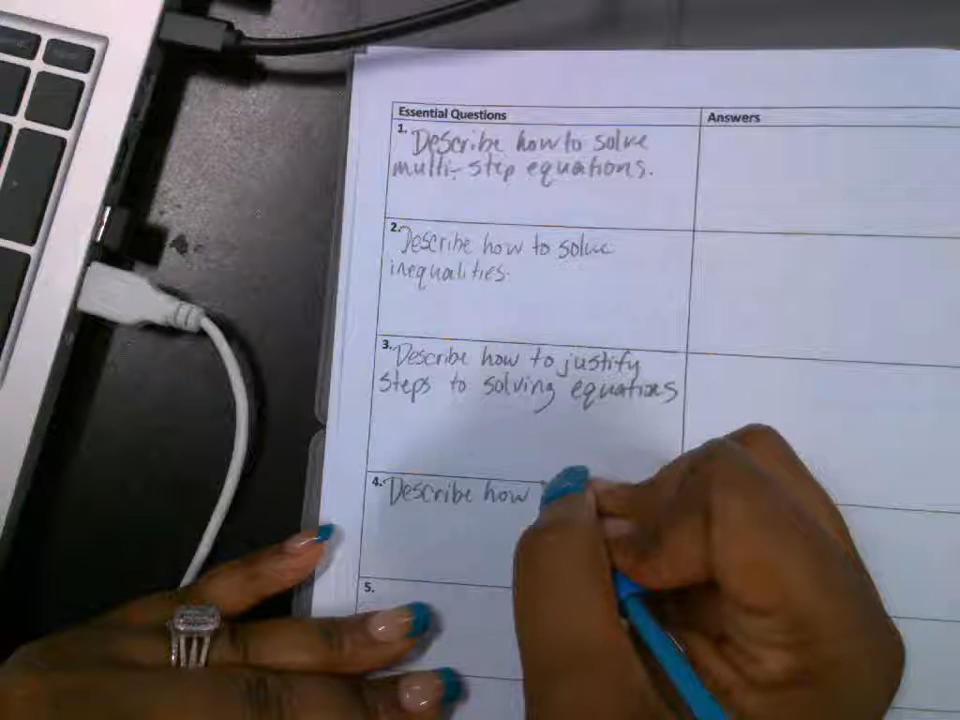 Essential Questions
Answers
1. Describe how to solve
multi-step equations.
2. Describe how to solve
inequalities.
3. Describe how to justify
steps to solving equations
4. Describe how
5.